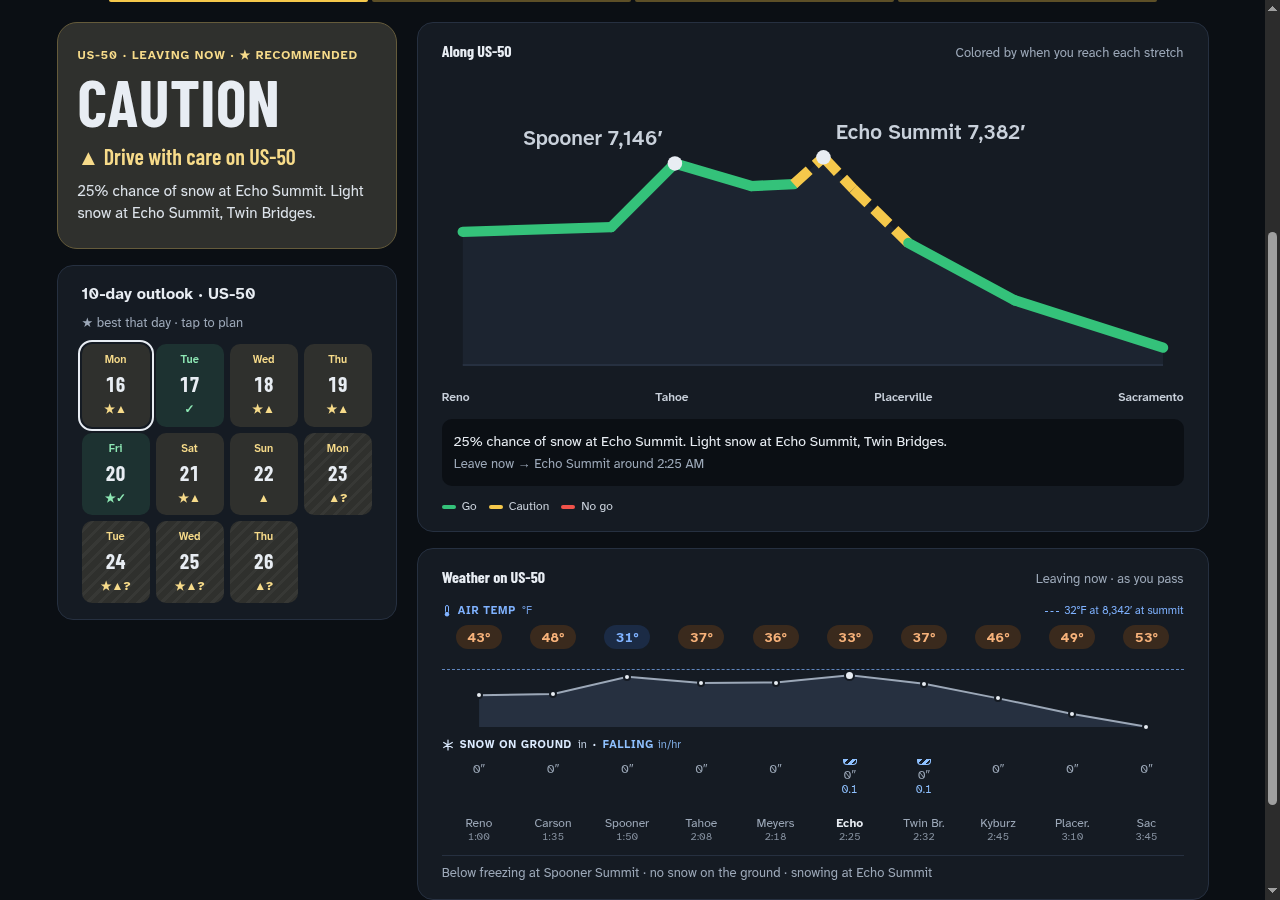 US-50 · LEAVING NOW · ★ RECOMMENDED
CAUTION
▲ Drive with care on US-50
25% chance of snow at Echo Summit. Light
snow at Echo Summit, Twin Bridges.
10-day outlook · US-50
★ best that day · tap to plan
Mon Tue Wed Thu
16 17 18 19
★▲ ✓ ★▲ ★▲
Fri Sat Sun Mon
20 21 22 23
★✓ ★▲ ▲ ▲?
Tue Wed Thu
24 25 26
★▲? ★▲? ▲?
Along US-50 Colored by when you reach each stretch
Spooner 7,146′ Echo Summit 7,382′
Reno Tahoe Placerville Sacramento
25% chance of snow at Echo Summit. Light snow at Echo Summit, Twin Bridges.
Leave now → Echo Summit around 2:25 AM
Go Caution No go
Weather on US-50 Leaving now · as you pass
AIR TEMP °F --- 32°F at 8,342′ at summit
43° 48° 31° 37° 36° 33° 37° 46° 49° 53°
SNOW ON GROUND in · FALLING in/hr
0″ 0″ 0″ 0″ 0″ 0″ 0″ 0″ 0″ 0″
0.1 0.1
Reno Carson Spooner Tahoe Meyers Echo Twin Br. Kyburz Placer. Sac
1:00 1:35 1:50 2:08 2:18 2:25 2:32 2:45 3:10 3:45
Below freezing at Spooner Summit · no snow on the ground · snowing at Echo Summit